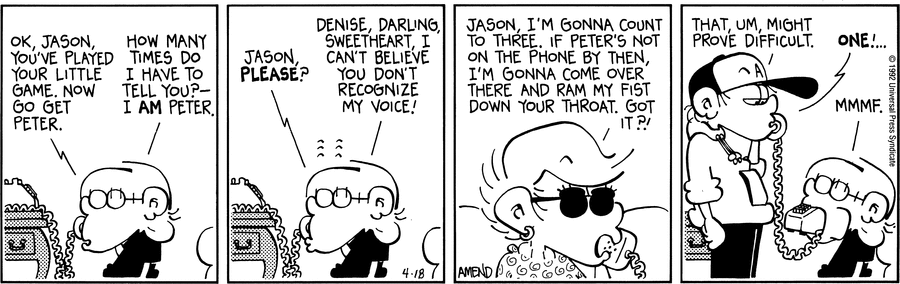 OK, JASON,
YOU'VE PLAYED
YOUR LITTLE
GAME. NOW
GO GET
PETER.
HOW MANY
TIMES DO
I HAVE TO
TELL YOU?—
I AM PETER.
JASON,
PLEASE?
DENISE, DARLING,
SWEETHEART, I
CAN'T BELIEVE
YOU DON'T
RECOGNIZE
MY VOICE!
4-18
JASON, I'M GONNA COUNT
TO THREE. IF PETER'S NOT
ON THE PHONE BY THEN,
I'M GONNA COME OVER
THERE AND RAM MY FIST
DOWN YOUR THROAT. GOT
IT?!
AMEND
THAT, UM, MIGHT
PROVE DIFFICULT.
ONE!...
A
MMMF.
© 1992 Universal Press Syndicate